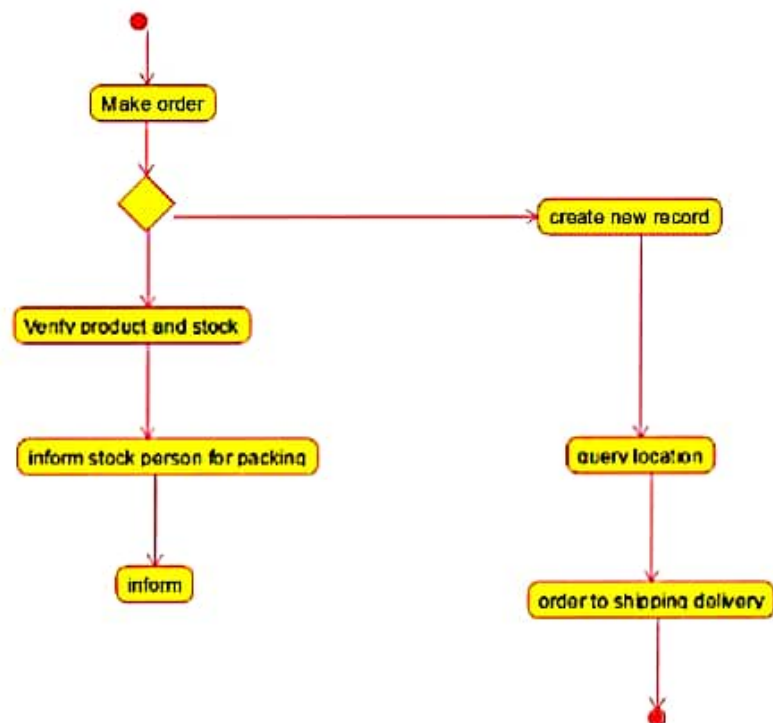 Make order
create new record
Verify product and stock
inform stock person for packing
query location
inform
order to shipping delivery